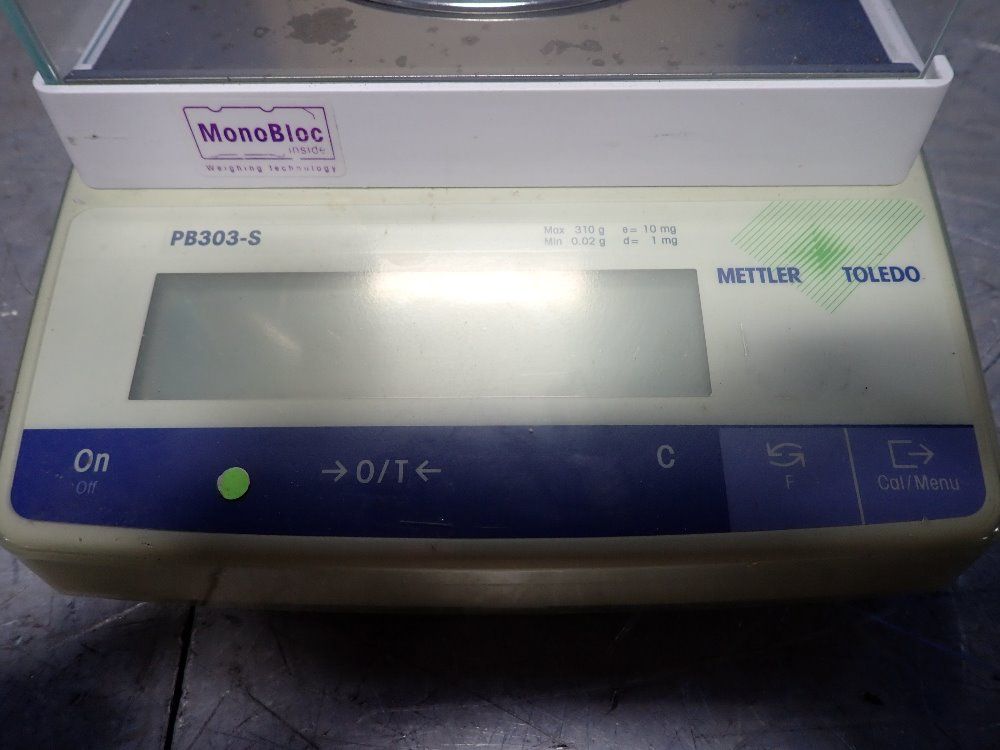 MonoBloc
inside
Weighing technology
PB303-S
Max 310 g e= 10 mg
Min 0.02 g d= 1 mg
METTLER TOLEDO
On
Off
→O/T←
C
F
Cal/Menu